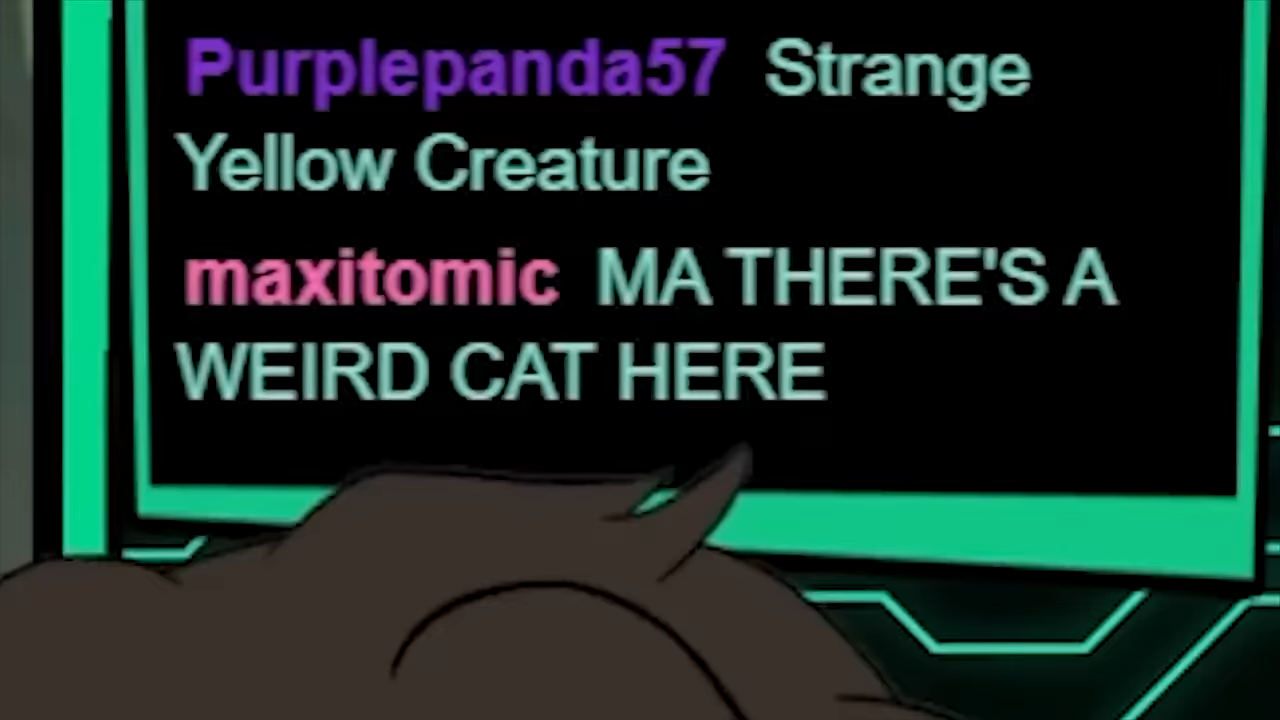 Purplepanda57 Strange
Yellow Creature
maxitomic MA THERE'S A
WEIRD CAT HERE